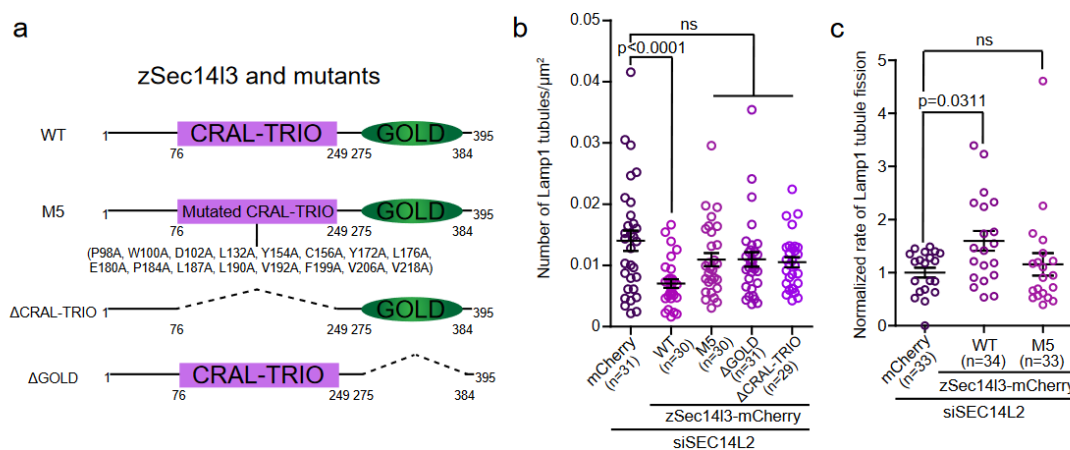 a
zSec14l3 and mutants
WT
1
CRAL-TRIO
GOLD
395
76
249
275
384
M5
1
Mutated CRAL-TRIO
GOLD
395
76
249
275
384
(P98A, W100A, D102A, L132A, Y154A, C156A, Y172A, L176A,
E180A, P184A, L187A, L190A, V192A, F199A, V206A, V218A)
ΔCRAL-TRIO
1
GOLD
395
76
249
275
384
ΔGOLD
1
CRAL-TRIO
395
76
249
275
384
b
Number of Lamp1 tubules/µm²
0.05
0.04
0.03
0.02
0.01
0
ns
p<0.0001
mCherry
(n=31)
WT
(n=30)
M5
(n=30)
ΔGOLD
(n=31)
ΔCRAL-TRIO
(n=29)
zSec14l3-mCherry
siSEC14L2
c
Normalized rate of Lamp1 tubule fission
5
4
3
2
1
0
ns
p=0.0311
mCherry
(n=33)
WT
(n=34)
M5
(n=33)
zSec14l3-mCherry
siSEC14L2